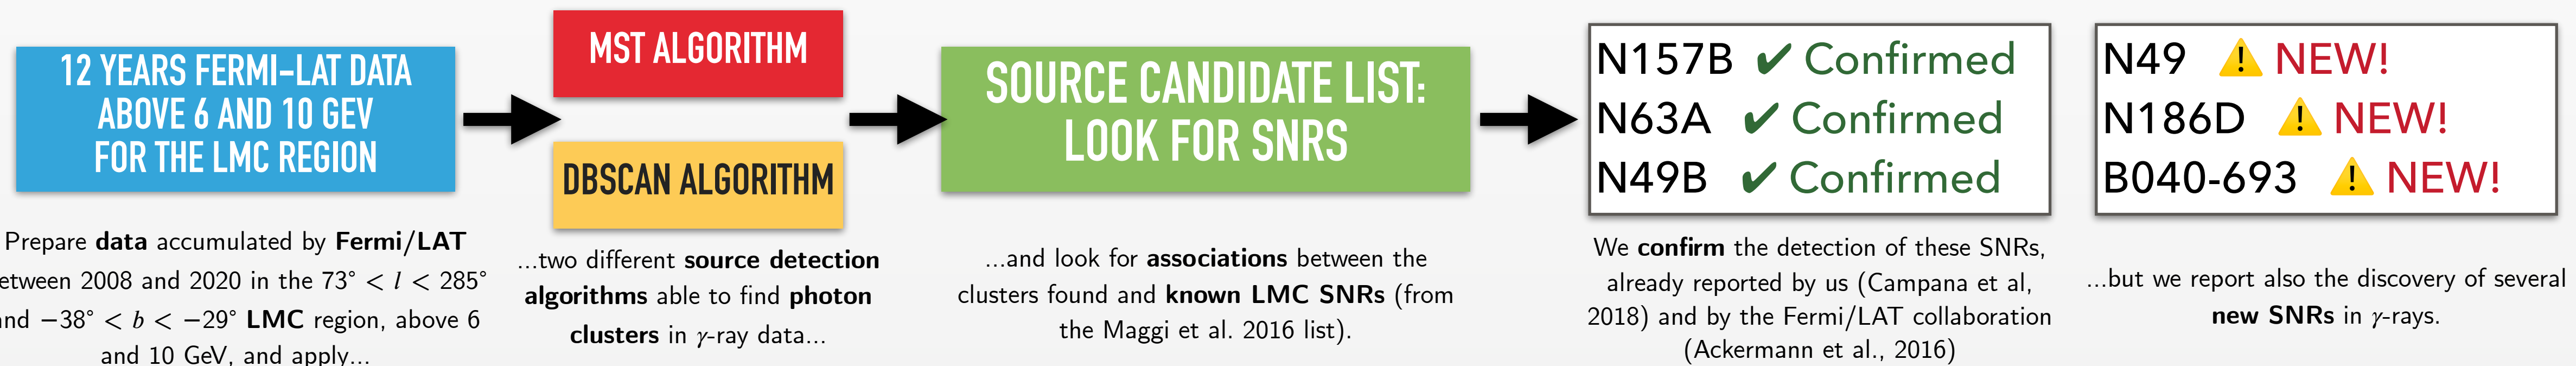 12 YEARS FERMI-LAT DATA
ABOVE 6 AND 10 GEV
FOR THE LMC REGION
Prepare data accumulated by Fermi/LAT
etween 2008 and 2020 in the 73° < l < 285°
nd −38° < b < −29° LMC region, above 6
and 10 GeV, and apply...
MST ALGORITHM
DBSCAN ALGORITHM
...two different source detection
algorithms able to find photon
clusters in γ-ray data...
SOURCE CANDIDATE LIST:
LOOK FOR SNRS
...and look for associations between the
clusters found and known LMC SNRs (from
the Maggi et al. 2016 list).
N157B ✔ Confirmed
N63A ✔ Confirmed
N49B ✔ Confirmed
We confirm the detection of these SNRs,
already reported by us (Campana et al,
2018) and by the Fermi/LAT collaboration
(Ackermann et al., 2016)
N49 ⚠️ NEW!
N186D ⚠️ NEW!
B040-693 ⚠️ NEW!
...but we report also the discovery of several
new SNRs in γ-rays.